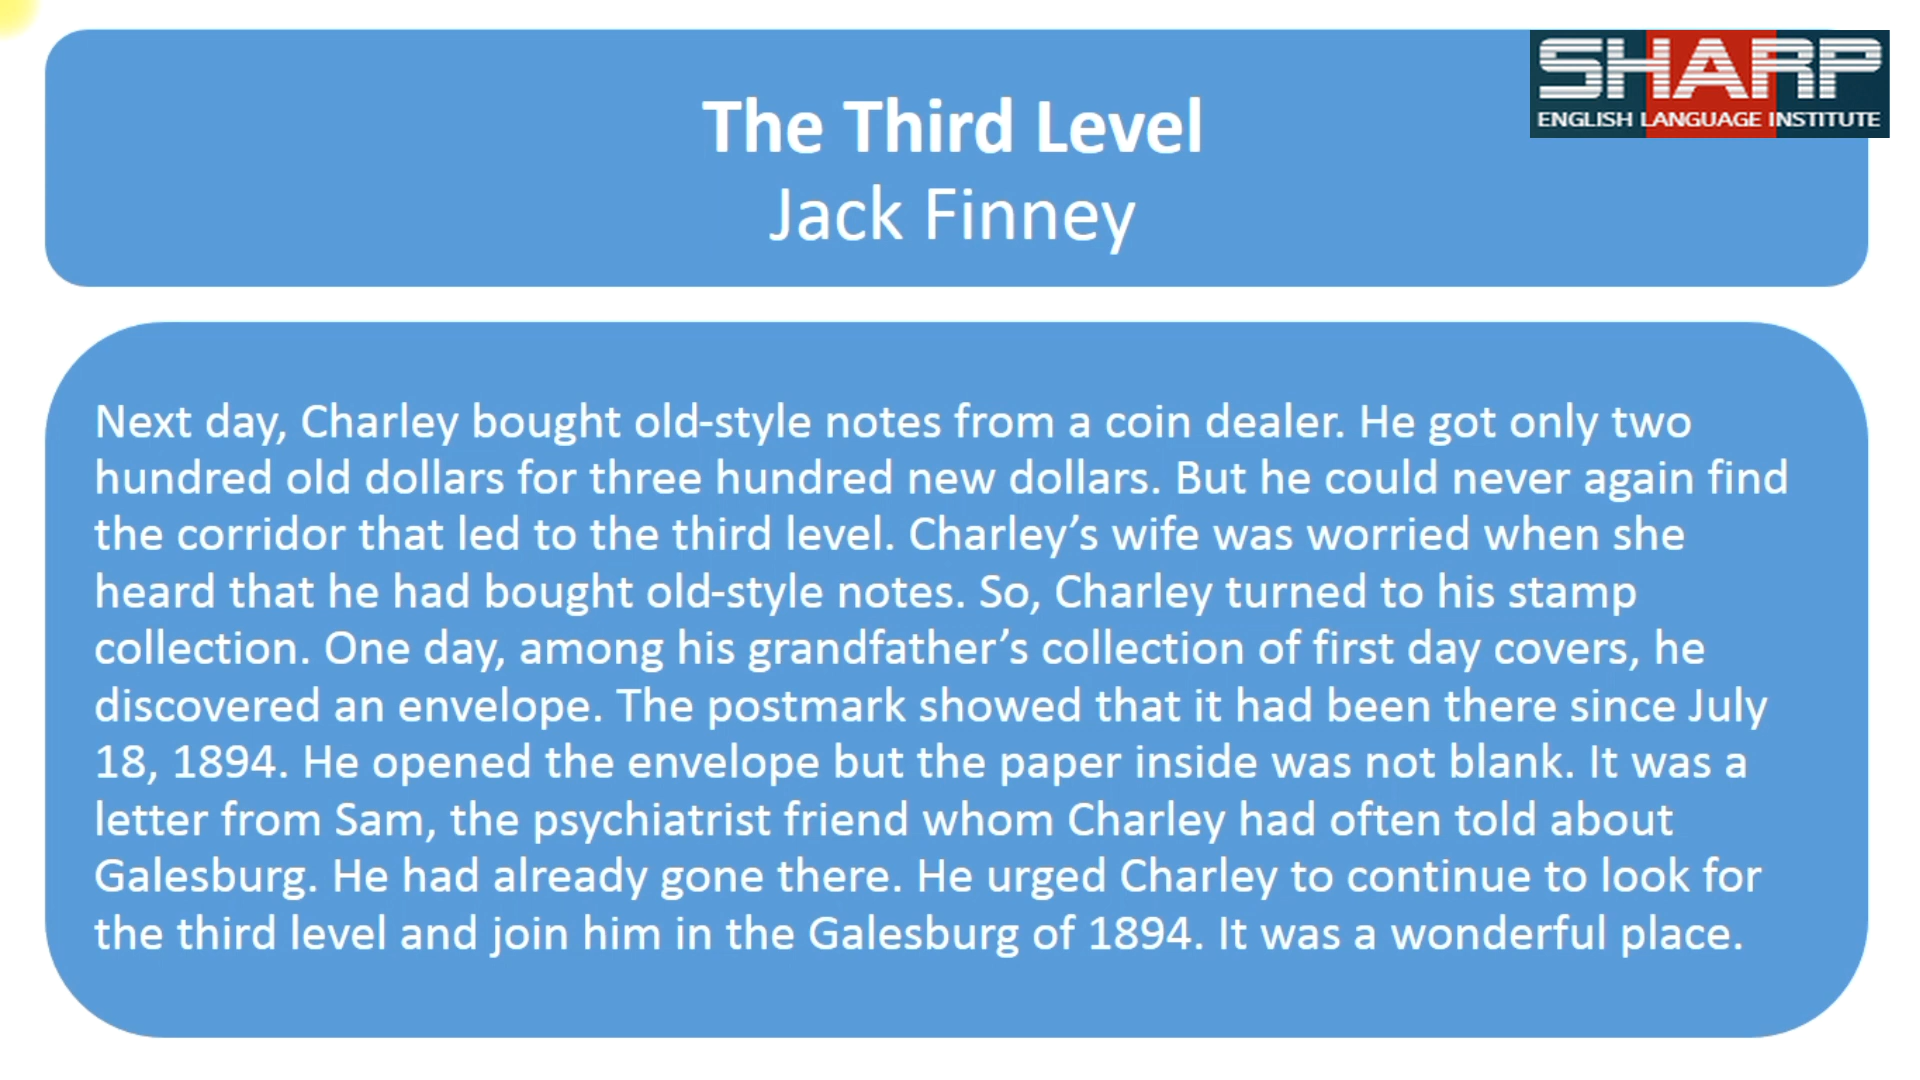 SHARP
ENGLISH LANGUAGE INSTITUTE
The Third Level
Jack Finney
Next day, Charley bought old-style notes from a coin dealer. He got only two
hundred old dollars for three hundred new dollars. But he could never again find
the corridor that led to the third level. Charley’s wife was worried when she
heard that he had bought old-style notes. So, Charley turned to his stamp
collection. One day, among his grandfather’s collection of first day covers, he
discovered an envelope. The postmark showed that it had been there since July
18, 1894. He opened the envelope but the paper inside was not blank. It was a
letter from Sam, the psychiatrist friend whom Charley had often told about
Galesburg. He had already gone there. He urged Charley to continue to look for
the third level and join him in the Galesburg of 1894. It was a wonderful place.